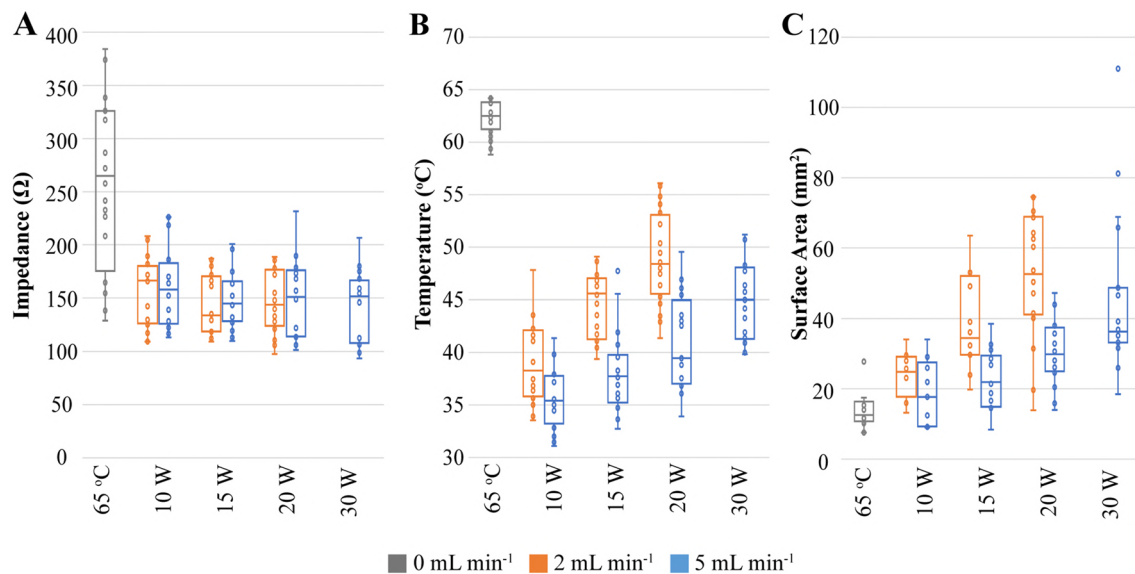 A
Impedance (Ω)
400
350
300
250
200
150
100
50
0
65 °C
10 W
15 W
20 W
30 W
B
Temperature (°C)
70
65
60
55
50
45
40
35
30
65 °C
10 W
15 W
20 W
30 W
C
Surface Area (mm²)
120
100
80
60
40
20
0
65 °C
10 W
15 W
20 W
30 W
0 mL min⁻¹ 2 mL min⁻¹ 5 mL min⁻¹